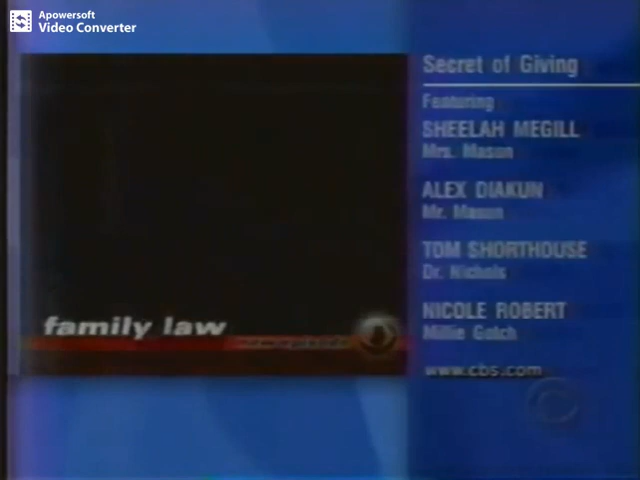 Apowersoft
Video Converter
Secret of Giving
Featuring
SHEELAH MEGILL
Mrs. Mason
ALEX DIAKUN
Mr. Mason
TOM SHORTHOUSE
Dr. Nichols
NICOLE ROBERT
Millie Gotch
www.cbs.com
family law